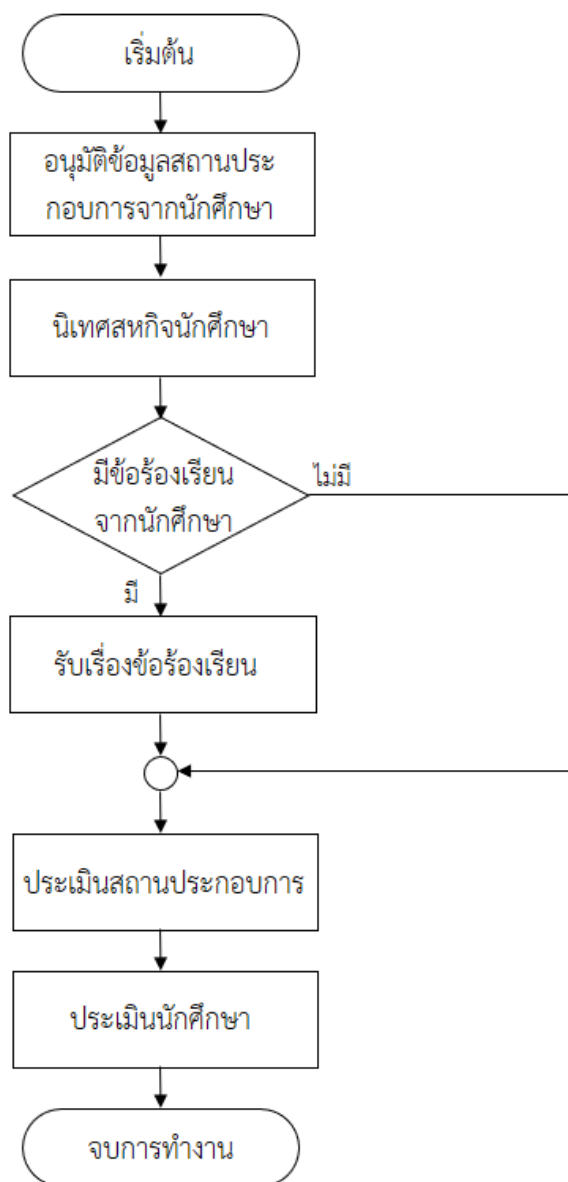 เริ่มต้น
อนุมัติข้อมูลสถานประ
กอบการจากนักศึกษา
นิเทศสหกิจนักศึกษา
มีข้อร้องเรียน
จากนักศึกษา
ไม่มี
มี
รับเรื่องข้อร้องเรียน
ประเมินสถานประกอบการ
ประเมินนักศึกษา
จบการทำงาน